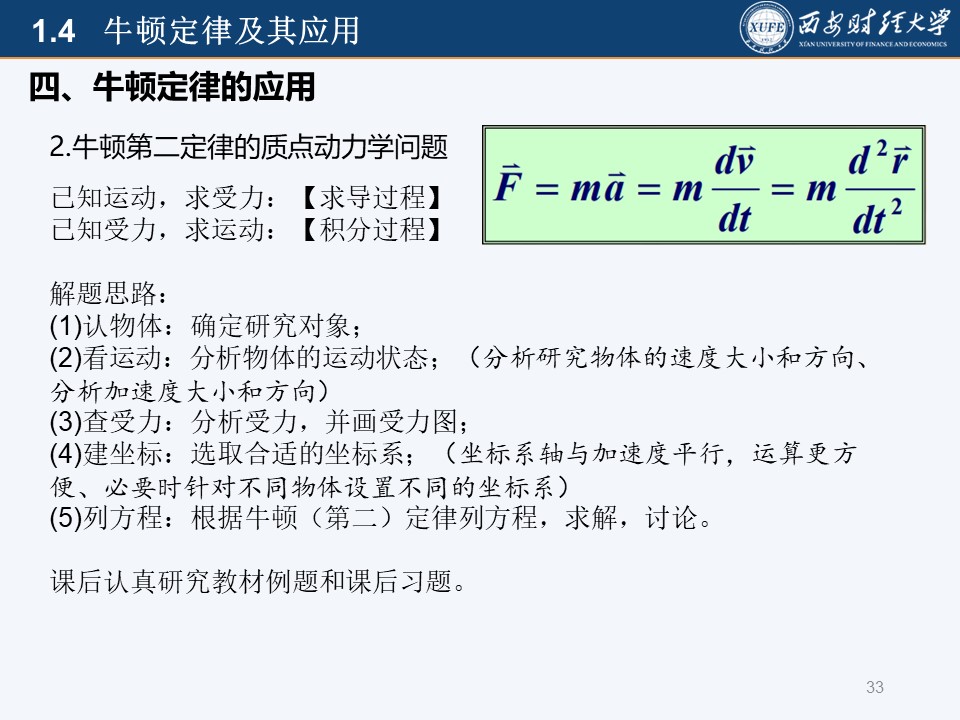 1.4 牛顿定律及其应用
XUFE
西安财经大学
XI'AN UNIVERSITY OF FINANCE AND ECONOMICS
四、牛顿定律的应用
2.牛顿第二定律的质点动力学问题
已知运动，求受力：【求导过程】
已知受力，求运动：【积分过程】
$\vec{F} = m\vec{a} = m\frac{d\vec{v}}{dt} = m\frac{d^2\vec{r}}{dt^2}$
解题思路：
(1)认物体：确定研究对象；
(2)看运动：分析物体的运动状态；（分析研究物体的速度大小和方向、
分析加速度大小和方向）
(3)查受力：分析受力，并画受力图；
(4)建坐标：选取合适的坐标系；（坐标系轴与加速度平行，运算更方
便、必要时针对不同物体设置不同的坐标系）
(5)列方程：根据牛顿（第二）定律列方程，求解，讨论。
课后认真研究教材例题和课后习题。
33